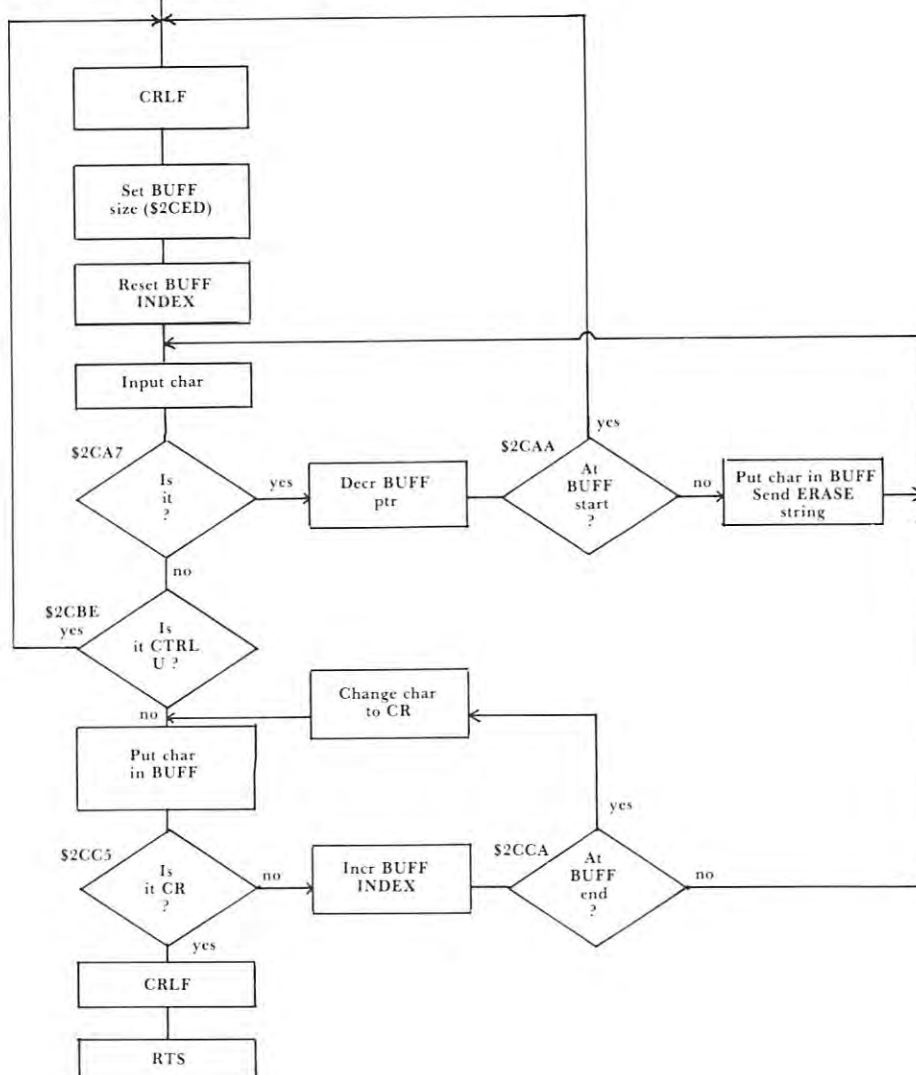 CRLF
Set BUFF
size ($2CED)
Reset BUFF
INDEX
Input char
$2CA7
Is
it
?
yes
Decr BUFF
ptr
$2CAA
At
BUFF
start
?
yes
no
Put char in BUFF
Send ERASE
string
no
$2CBE
yes
Is
it CTRL
U ?
no
Change char
to CR
Put char
in BUFF
$2CC5
Is
it CR
?
no
Incr BUFF
INDEX
$2CCA
At
BUFF
end
?
yes
no
yes
CRLF
RTS